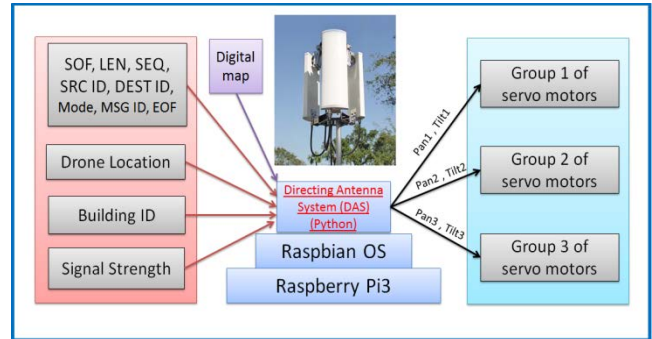 SOF, LEN, SEQ,
SRC ID, DEST ID,
Mode, MSG ID, EOF
Drone Location
Building ID
Signal Strength
Digital
map
Directing Antenna
System (DAS)
(Python)
Raspbian OS
Raspberry Pi3
Pan1 , Tilt1
Pan2 , Tilt2
Pan3 , Tilt3
Group 1 of
servo motors
Group 2 of
servo motors
Group 3 of
servo motors